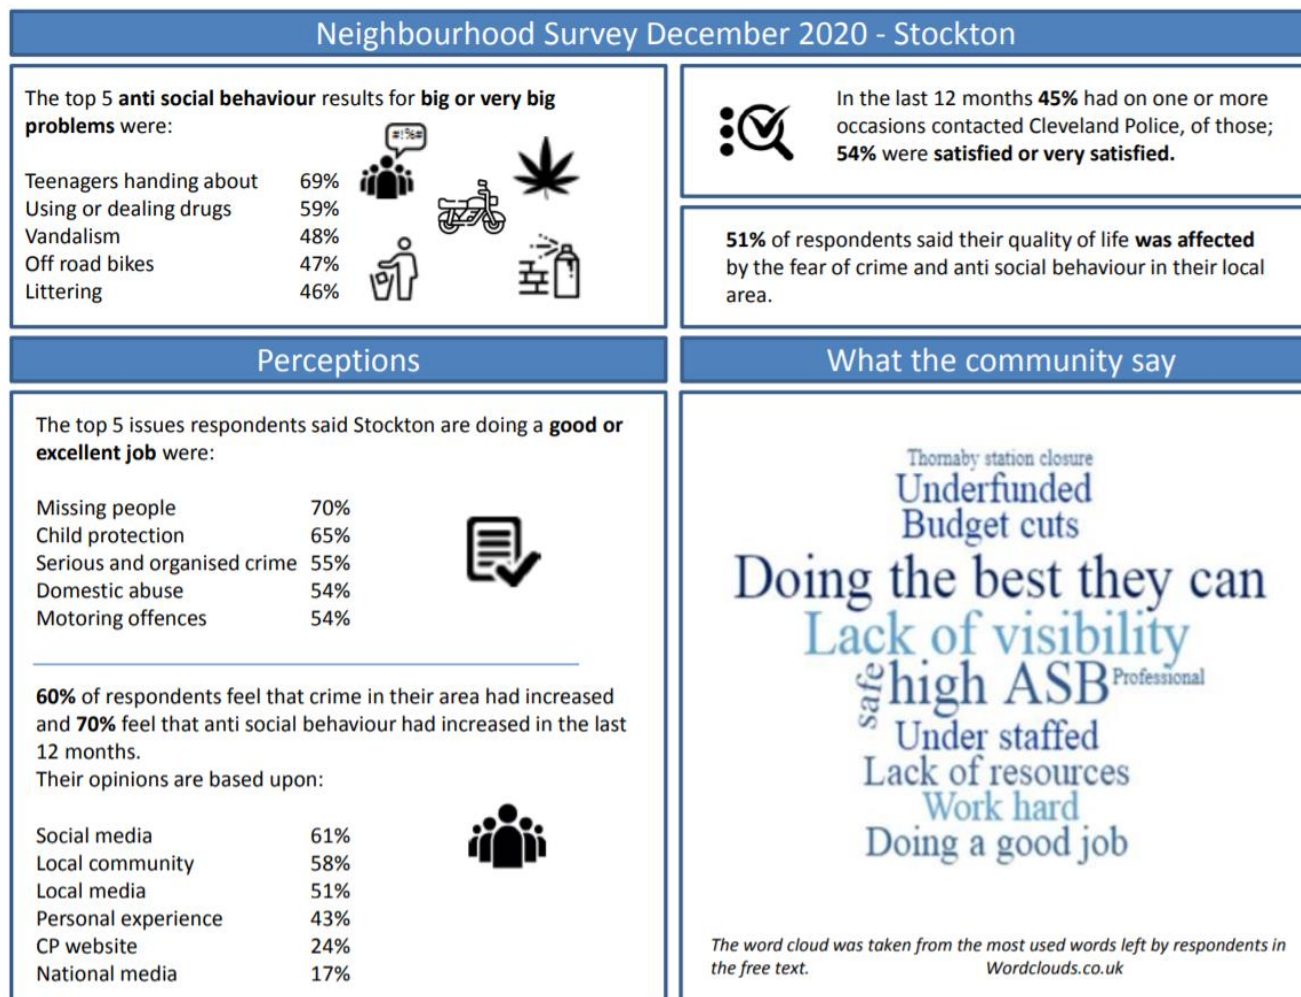 Neighbourhood Survey December 2020 - Stockton
The top 5 anti social behaviour results for big or very big
problems were:
#!%#
Teenagers handing about 69%
Using or dealing drugs 59%
Vandalism 48%
Off road bikes 47%
Littering 46%
In the last 12 months 45% had on one or more
occasions contacted Cleveland Police, of those;
54% were satisfied or very satisfied.
51% of respondents said their quality of life was affected
by the fear of crime and anti social behaviour in their local
area.
Perceptions
The top 5 issues respondents said Stockton are doing a good or
excellent job were:
Missing people 70%
Child protection 65%
Serious and organised crime 55%
Domestic abuse 54%
Motoring offences 54%
60% of respondents feel that crime in their area had increased
and 70% feel that anti social behaviour had increased in the last
12 months.
Their opinions are based upon:
Social media 61%
Local community 58%
Local media 51%
Personal experience 43%
CP website 24%
National media 17%
What the community say
Thornaby station closure
Underfunded
Budget cuts
Doing the best they can
Lack of visibility
safe high ASB Professional
Under staffed
Lack of resources
Work hard
Doing a good job
The word cloud was taken from the most used words left by respondents in
the free text. Wordclouds.co.uk